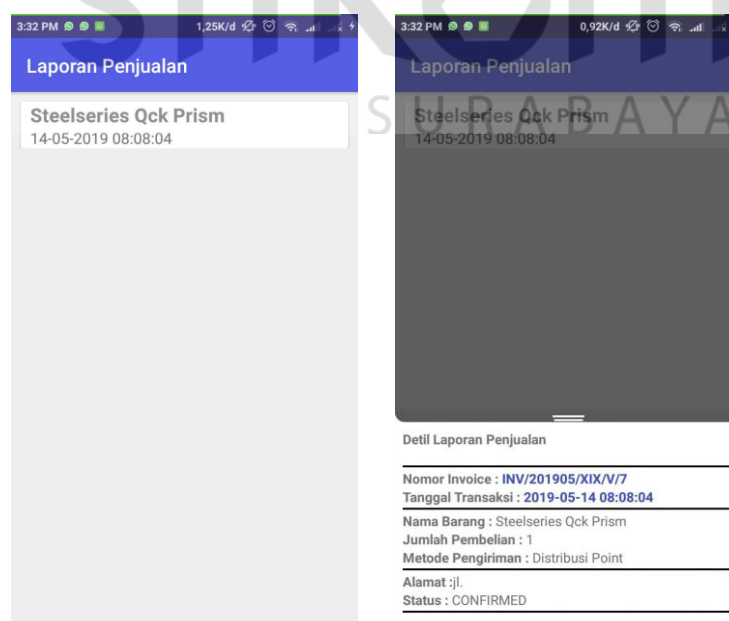 3:32 PM 1,25K/d
Laporan Penjualan
Steelseries Qck Prism
14-05-2019 08:08:04
3:32 PM 0,92K/d
Laporan Penjualan
Steelseries Qck Prism
14-05-2019 08:08:04
SURABAYA
Detil Laporan Penjualan
Nomor Invoice : INV/201905/XIX/V/7
Tanggal Transaksi : 2019-05-14 08:08:04
Nama Barang : Steelseries Qck Prism
Jumlah Pembelian : 1
Metode Pengiriman : Distribusi Point
Alamat :jl.
Status : CONFIRMED